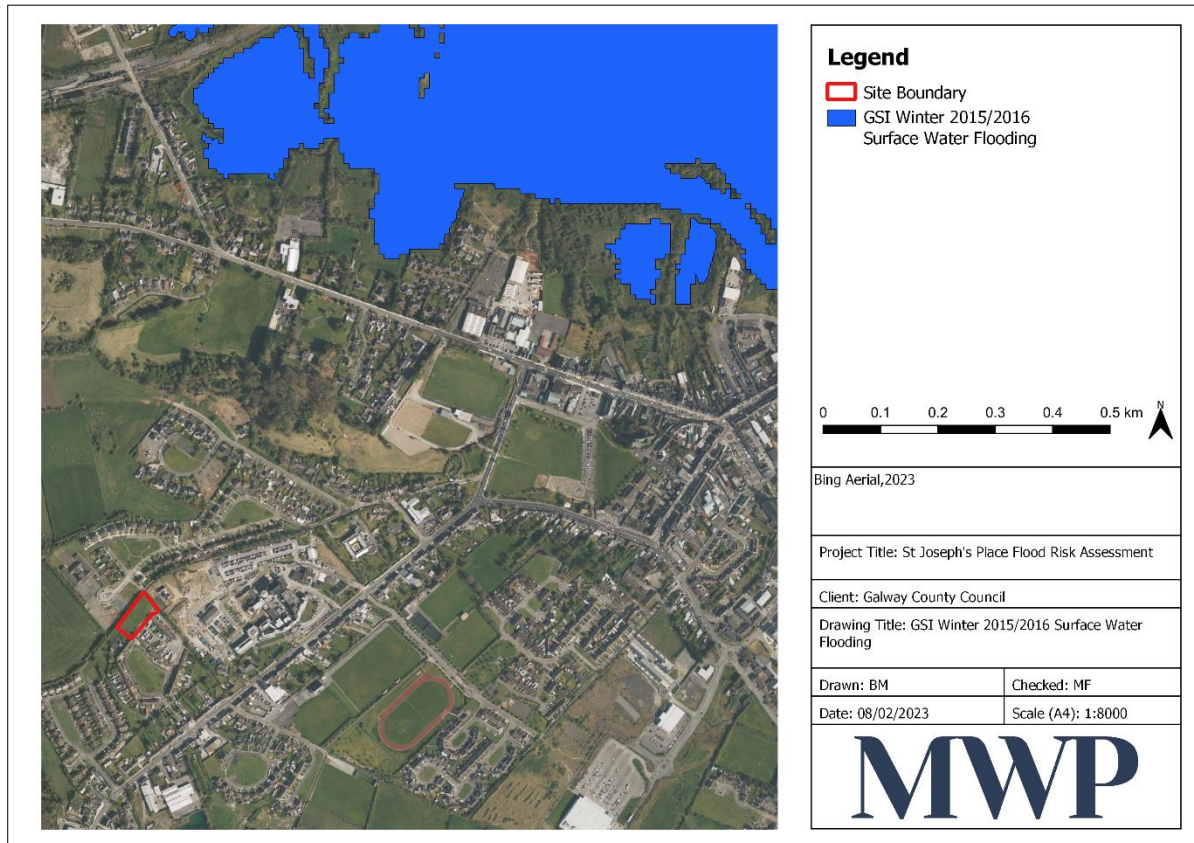 Legend
Site Boundary
GSI Winter 2015/2016
Surface Water Flooding
0 0.1 0.2 0.3 0.4 0.5 km
N
Bing Aerial,2023
Project Title: St Joseph's Place Flood Risk Assessment
Client: Galway County Council
Drawing Title: GSI Winter 2015/2016 Surface Water
Flooding
Drawn: BM Checked: MF
Date: 08/02/2023 Scale (A4): 1:8000
MWP